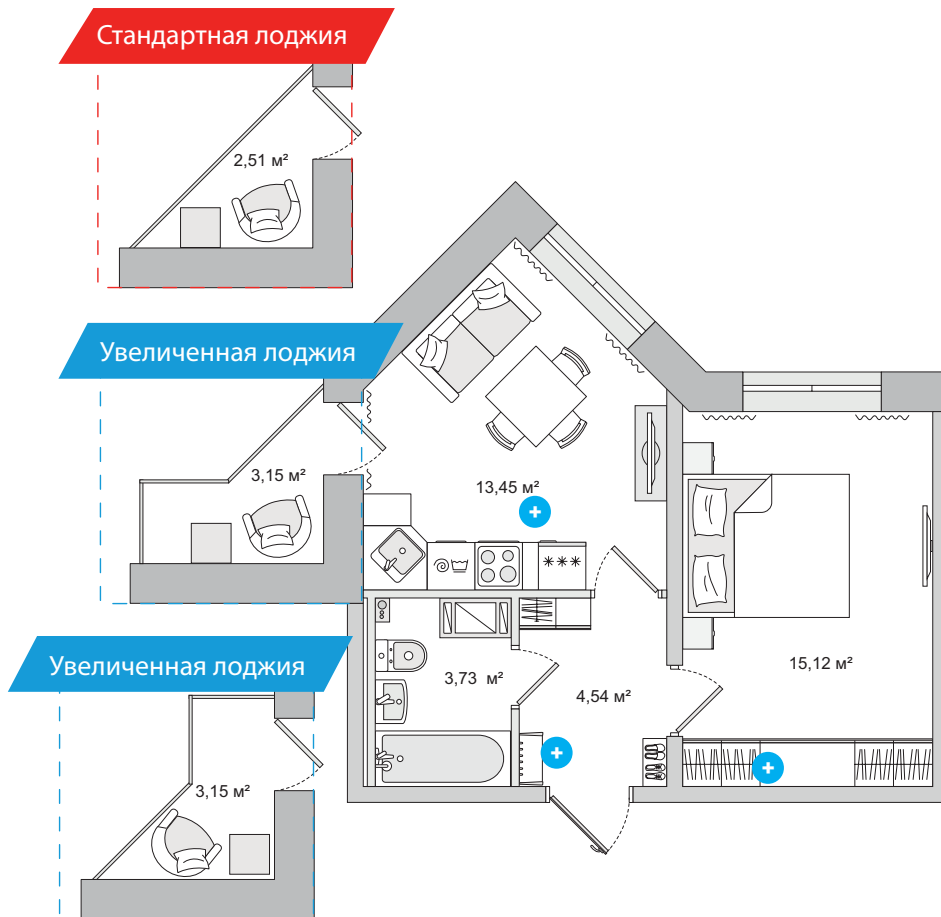 Стандартная лоджия
2,51 м²
Увеличенная лоджия
3,15 м²
13,45 м²
+
***
Увеличенная лоджия
3,73 м²
4,54 м²
15,12 м²
+
+
3,15 м²